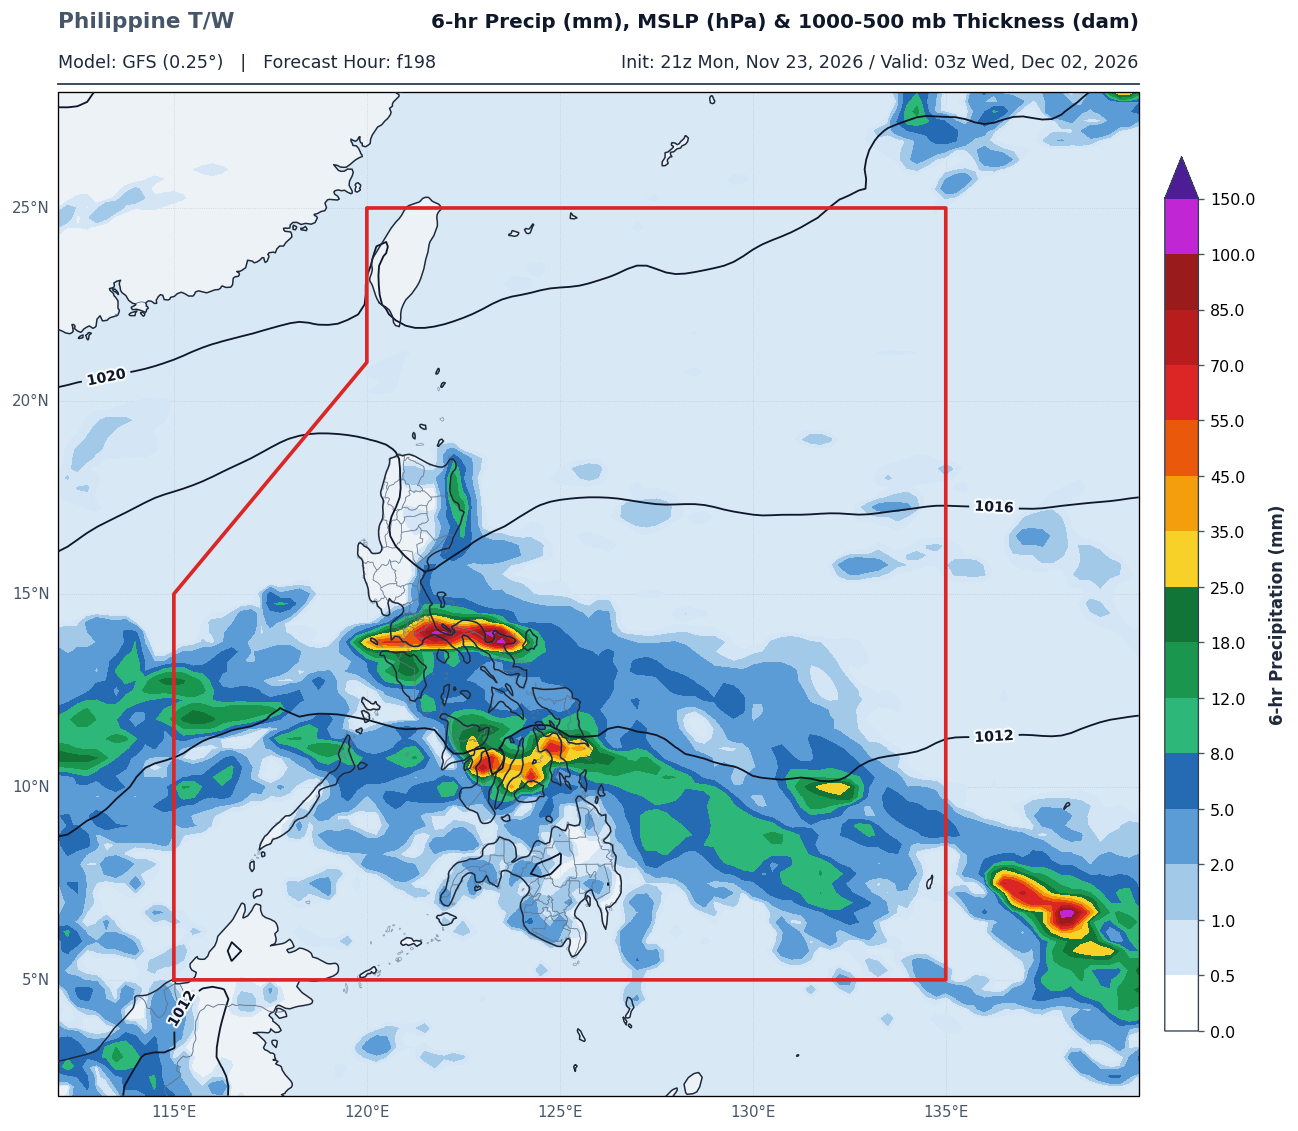 Philippine T/W
6-hr Precip (mm), MSLP (hPa) & 1000-500 mb Thickness (dam)
Model: GFS (0.25°) | Forecast Hour: f198
Init: 21z Mon, Nov 23, 2026 / Valid: 03z Wed, Dec 02, 2026
25°N
20°N
15°N
10°N
5°N
115°E
120°E
125°E
130°E
135°E
1020
1016
1012
1012
150.0
100.0
85.0
70.0
55.0
45.0
35.0
25.0
18.0
12.0
8.0
5.0
2.0
1.0
0.5
0.0
6-hr Precipitation (mm)